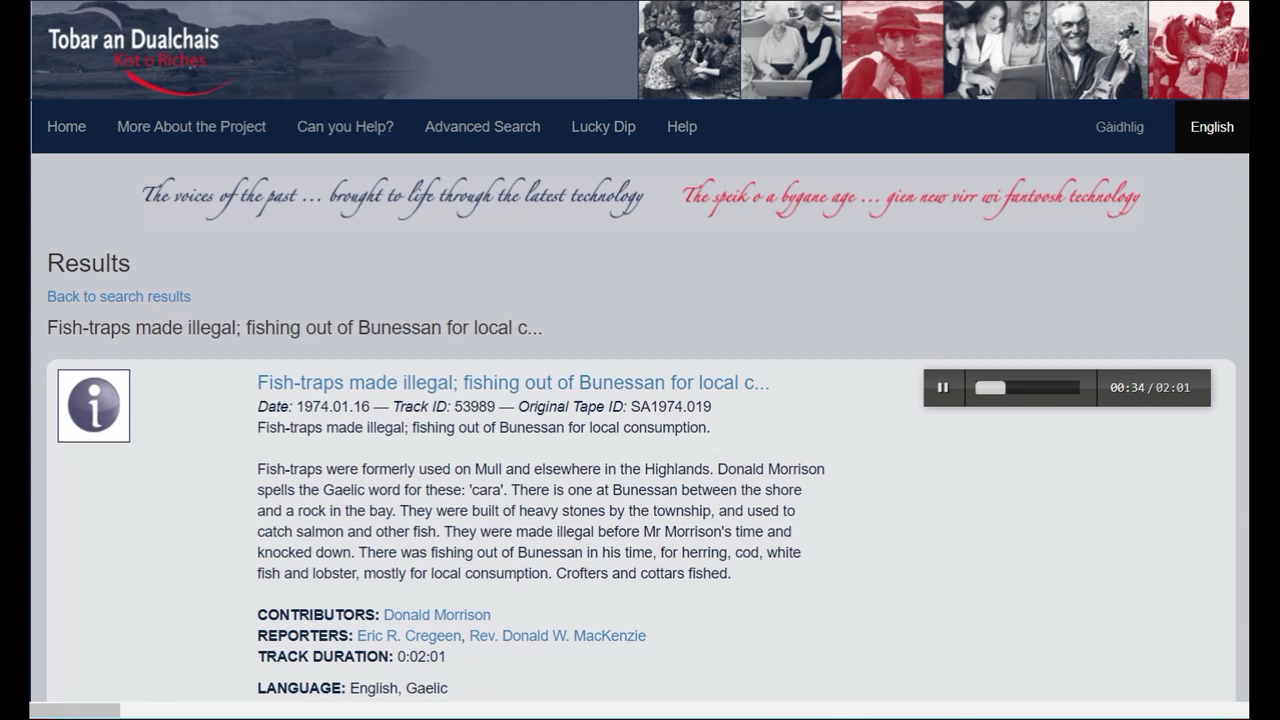 Tobar an Dualchais
Kist o Riches
Home More About the Project Can you Help? Advanced Search Lucky Dip Help Gàidhlig English
The voices of the past ... brought to life through the latest technology The speik o a bygane age ... gien new virr wi fantoosh technology
Results
Back to search results
Fish-traps made illegal; fishing out of Bunessan for local c...
Fish-traps made illegal; fishing out of Bunessan for local c...
00:34/02:01
Date: 1974.01.16 — Track ID: 53989 — Original Tape ID: SA1974.019
Fish-traps made illegal; fishing out of Bunessan for local consumption.
Fish-traps were formerly used on Mull and elsewhere in the Highlands. Donald Morrison
spells the Gaelic word for these: 'cara'. There is one at Bunessan between the shore
and a rock in the bay. They were built of heavy stones by the township, and used to
catch salmon and other fish. They were made illegal before Mr Morrison's time and
knocked down. There was fishing out of Bunessan in his time, for herring, cod, white
fish and lobster, mostly for local consumption. Crofters and cottars fished.
CONTRIBUTORS: Donald Morrison
REPORTERS: Eric R. Cregeen, Rev. Donald W. MacKenzie
TRACK DURATION: 0:02:01
LANGUAGE: English, Gaelic